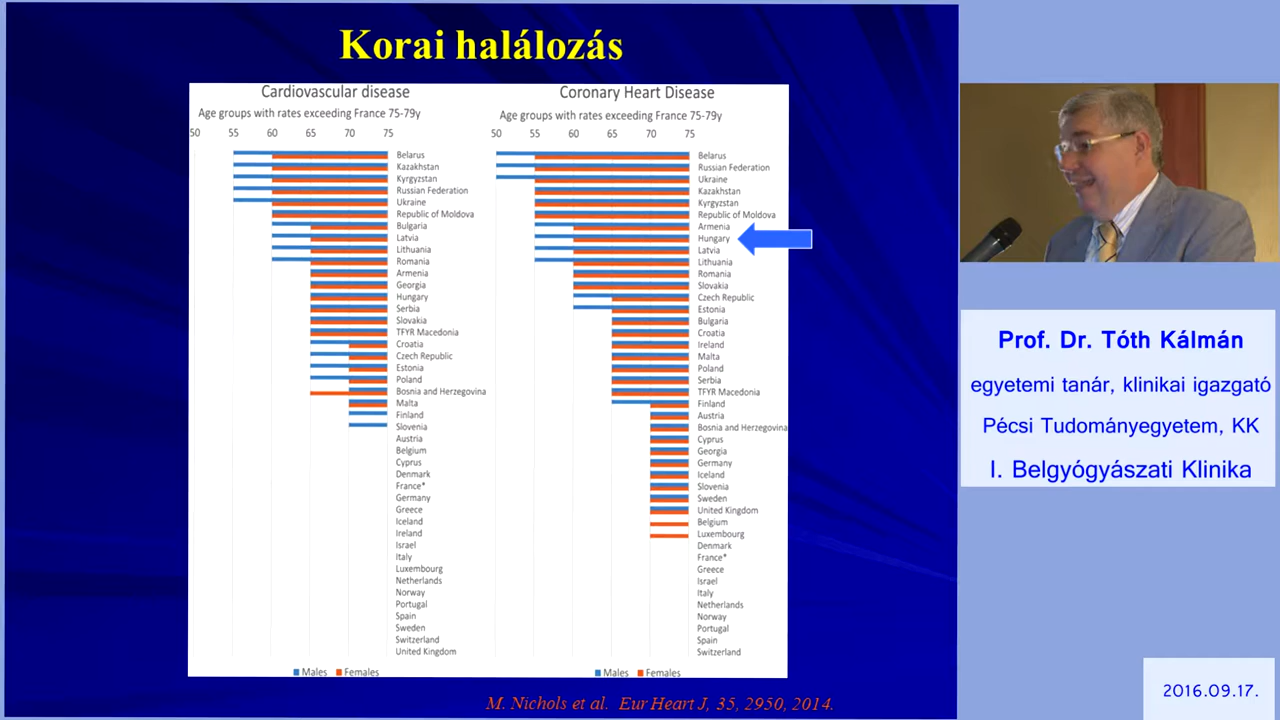 Korai halálozás
Cardiovascular disease
Age groups with rates exceeding France 75-79y
50 55 60 65 70 75
Belarus
Kazakhstan
Kyrgyzstan
Russian Federation
Ukraine
Republic of Moldova
Bulgaria
Latvia
Lithuania
Romania
Armenia
Georgia
Hungary
Serbia
Slovakia
TFYR Macedonia
Croatia
Czech Republic
Estonia
Poland
Bosnia and Herzegovina
Malta
Finland
Slovenia
Austria
Belgium
Cyprus
Denmark
France*
Germany
Greece
Iceland
Ireland
Israel
Italy
Luxembourg
Netherlands
Norway
Portugal
Spain
Sweden
Switzerland
United Kingdom
Males Females
Coronary Heart Disease
Age groups with rates exceeding France 75-79y
50 55 60 65 70 75
Belarus
Russian Federation
Ukraine
Kazakhstan
Kyrgyzstan
Republic of Moldova
Armenia
Hungary
Latvia
Lithuania
Romania
Slovakia
Czech Republic
Estonia
Bulgaria
Croatia
Ireland
Malta
Poland
Serbia
TFYR Macedonia
Finland
Austria
Bosnia and Herzegovina
Cyprus
Georgia
Germany
Iceland
Slovenia
Sweden
United Kingdom
Belgium
Luxembourg
Denmark
France*
Greece
Israel
Italy
Netherlands
Norway
Portugal
Spain
Switzerland
Males Females
M. Nichols et al. Eur Heart J, 35, 2950, 2014.
Prof. Dr. Tóth Kálmán
egyetemi tanár, klinikai igazgató
Pécsi Tudományegyetem, KK
I. Belgyógyászati Klinika
2016.09.17.